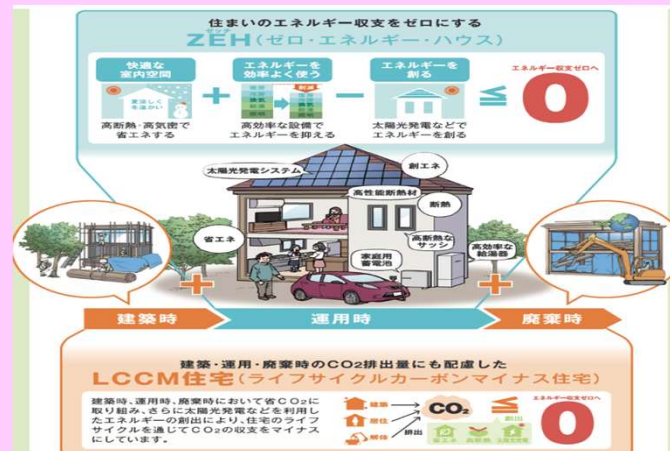 住まいのエネルギー収支をゼロにする
ゼッチ
ZEH(ゼロ・エネルギー・ハウス)
快適な
室内空間
夏涼しく
冬暖かい
高断熱・高気密で
省エネする
+
エネルギーを
効率よく使う
削減
高効率な設備で
エネルギーを抑える
−
エネルギーを
創る
太陽光発電などで
エネルギーを創る
≦
エネルギー収支ゼロへ
0
太陽光発電システム
創エネ
高性能断熱材
断熱
省エネ
高断熱な
サッシ
家庭用
蓄電池
高効率な
給湯器
+
+
建築時
運用時
廃棄時
建築・運用・廃棄時のCO2排出量にも配慮した
LCCM住宅(ライフサイクルカーボンマイナス住宅)
建築時、運用時、廃棄時において省CO2に
取り組み、さらに太陽光発電などを利用し
たエネルギーの創出により、住宅のライフ
サイクルを通じてCO2の収支をマイナス
にしています。
建築
居住
解体
排出
CO2
≦
創出
省エネ
高断熱
太陽光発電
エネルギー収支ゼロへ
0